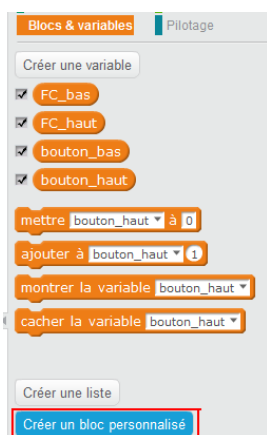 Blocs & variables Pilotage
Créer une variable
FC_bas
FC_haut
bouton_bas
bouton_haut
mettre bouton_haut à 0
ajouter à bouton_haut 1
montrer la variable bouton_haut
cacher la variable bouton_haut
Créer une liste
Créer un bloc personnalisé